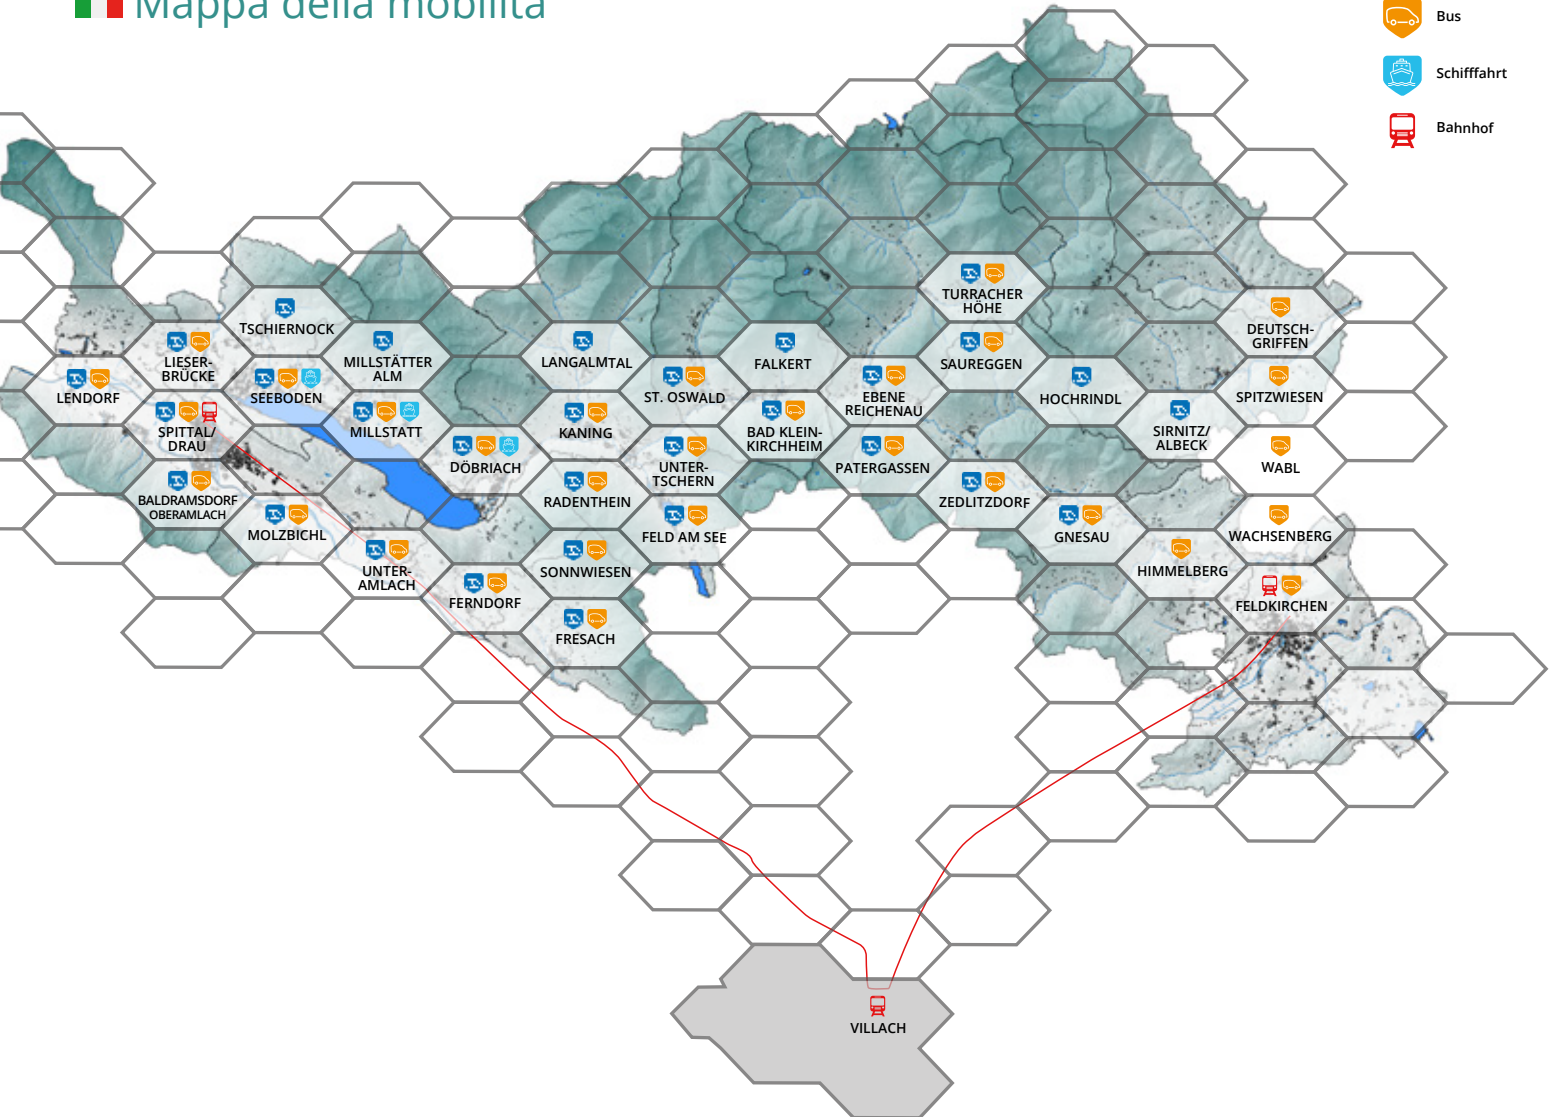 Mappa della mobilità
Bus
Schifffahrt
Bahnhof
TURRACHER
HÖHE
TSCHIERNOCK
DEUTSCH-
GRIFFEN
LIESER-
BRÜCKE
MILLSTÄTTER
ALM
LANGALMTAL
FALKERT
SAUREGGEN
LENDORF
SEEBODEN
ST. OSWALD
EBENE
REICHENAU
HOCHRINDL
SPITZWIESEN
SPITTAL/
DRAU
MILLSTATT
KANING
BAD KLEIN-
KIRCHHEIM
SIRNITZ/
ALBECK
DÖBRIACH
UNTER-
TSCHERN
PATERGASSEN
WABL
BALDRAMSDORF
OBERAMLACH
RADENTHEIN
ZEDLITZDORF
MOLZBICHL
FELD AM SEE
GNESAU
WACHSENBERG
UNTER-
AMLACH
SONNWIESEN
HIMMELBERG
FERNDORF
FELDKIRCHEN
FRESACH
VILLACH